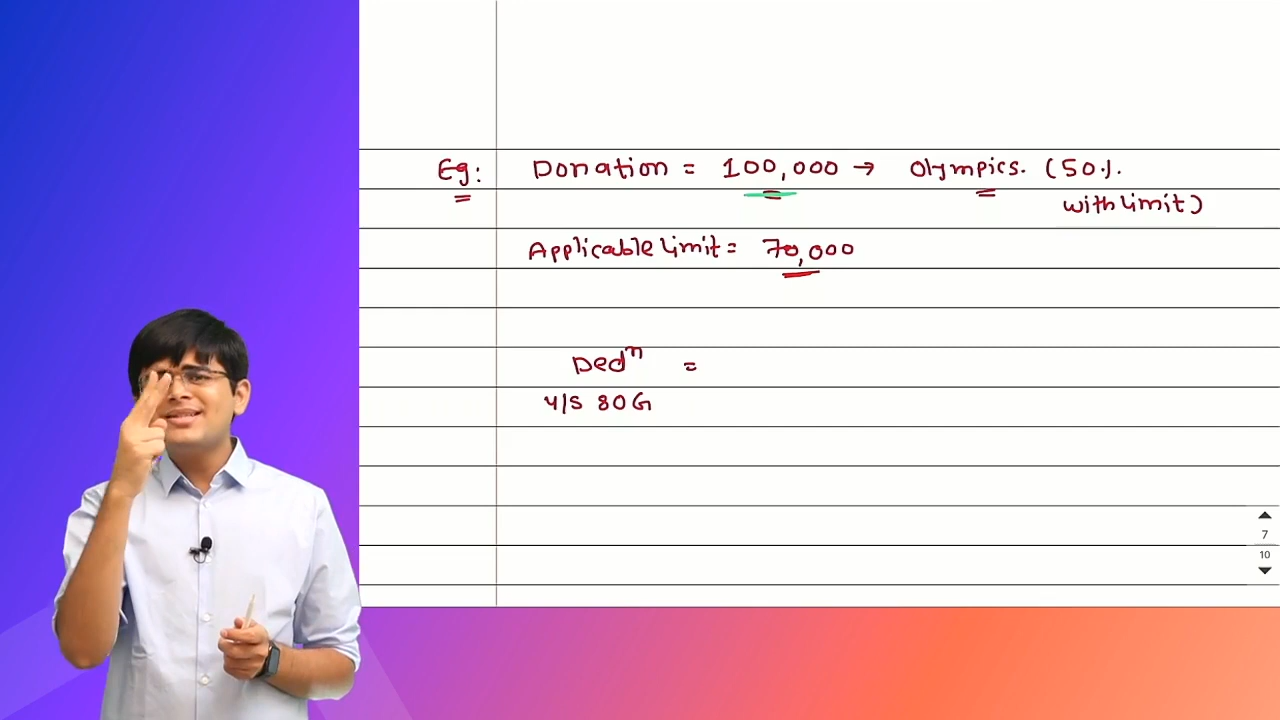 Eg: Donation = 100,000 → Olympics. (50%.
with limit)
Applicable limit = 70,000
Dedⁿ =
u/s 80G
7
10